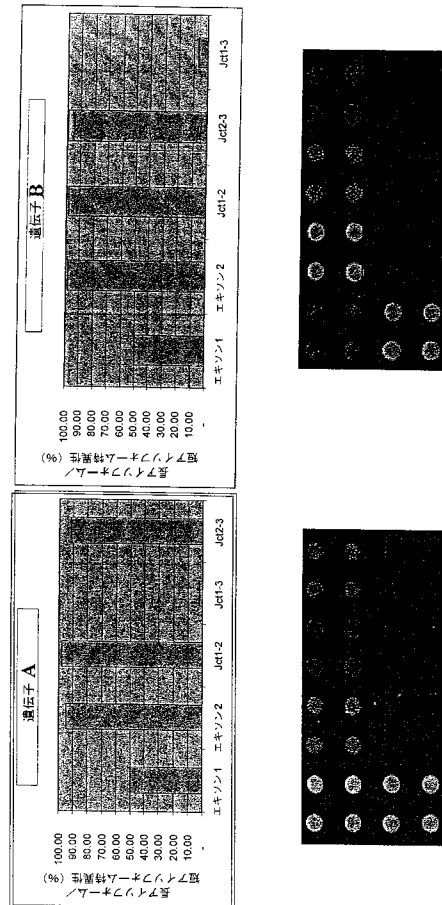 遺伝子 A
長アイソフォーム/
短アイソフォーム特異性 (%)
100.00
90.00
80.00
70.00
60.00
50.00
40.00
30.00
20.00
10.00
-
エキソン1
エキソン2
Jct1-2
Jct1-3
Jct2-3
遺伝子 B
長アイソフォーム/
短アイソフォーム特異性 (%)
100.00
90.00
80.00
70.00
60.00
50.00
40.00
30.00
20.00
10.00
-
エキソン1
エキソン2
Jct1-2
Jct2-3
Jct1-3